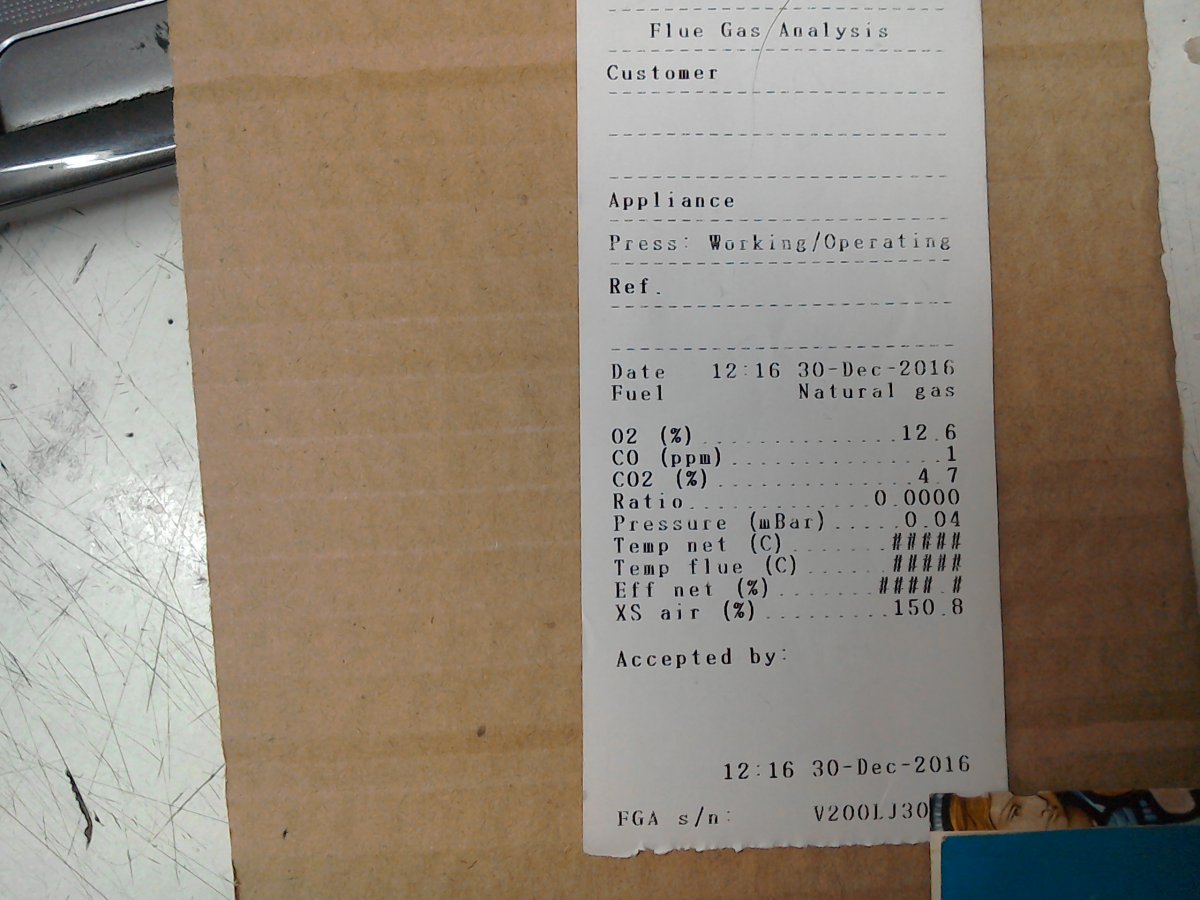 Flue Gas Analysis
Customer
Appliance
Press: Working/Operating
Ref.
Date 12:16 30-Dec-2016
Fuel Natural gas
O2 (%)..............12.6
CO (ppm)...............1
CO2 (%)..............4.7
Ratio.............0.0000
Pressure (mBar).....0.04
Temp net (C).......#####
Temp flue (C)......#####
Eff net (%).......####.#
XS air (%).........150.8
Accepted by:
12:16 30-Dec-2016
FGA s/n: V200LJ30